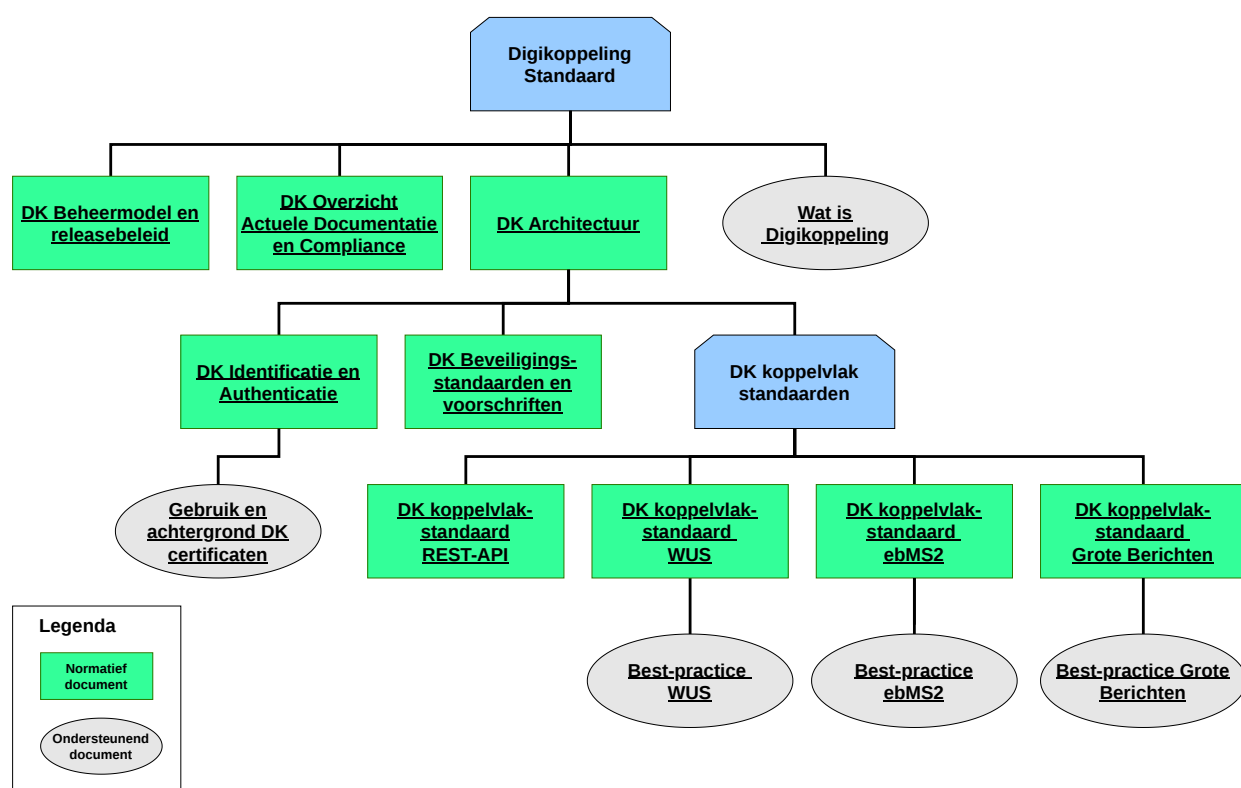 Digikoppeling
Standaard
DK Beheermodel en
releasebeleid
DK Overzicht
Actuele Documentatie
en Compliance
DK Architectuur
Wat is
Digikoppeling
DK Identificatie en
Authenticatie
DK Beveiligings-
standaarden en
voorschriften
DK koppelvlak
standaarden
Gebruik en
achtergrond DK
certificaten
DK koppelvlak-
standaard
REST-API
DK koppelvlak-
standaard
WUS
DK koppelvlak-
standaard
ebMS2
DK koppelvlak-
standaard
Grote Berichten
Best-practice
WUS
Best-practice
ebMS2
Best-practice Grote
Berichten
Legenda
Normatief
document
Ondersteunend
document